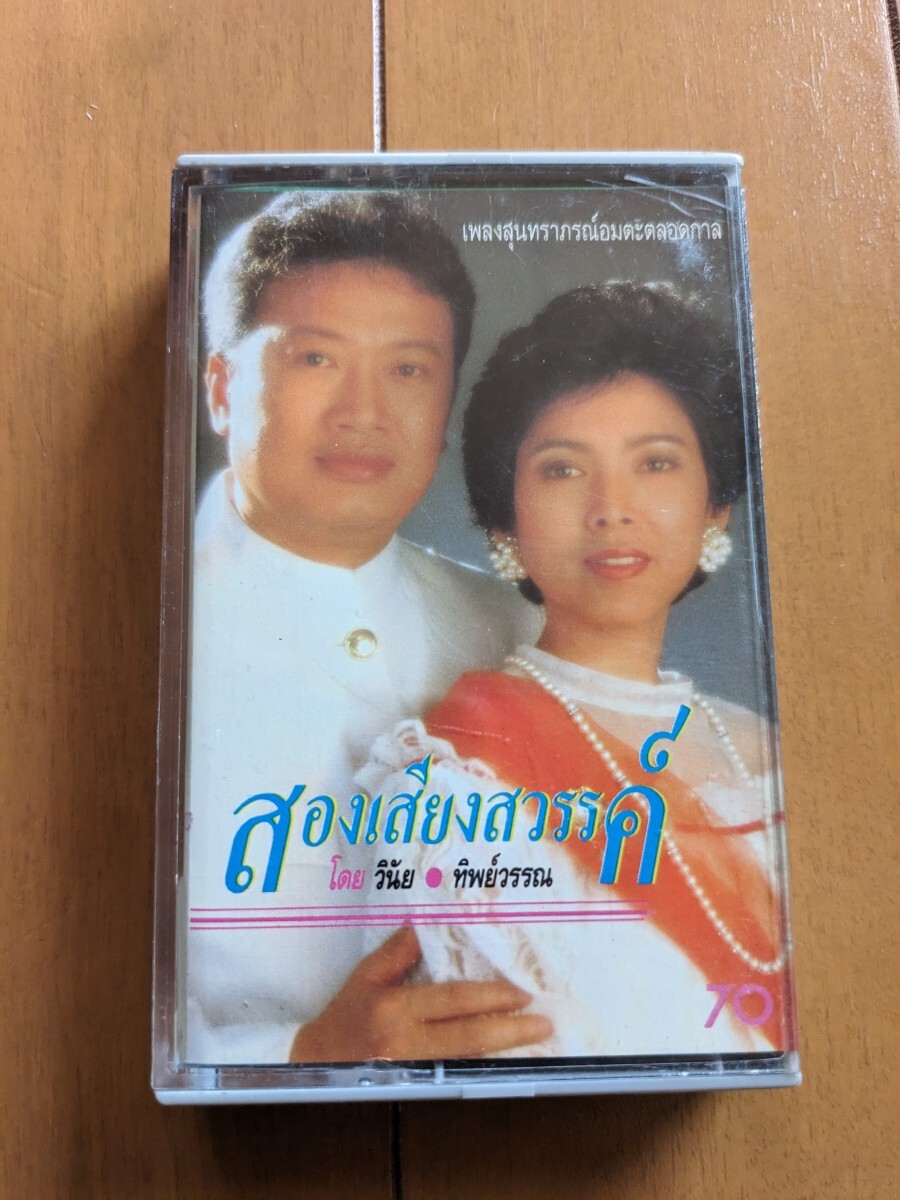 เพลงสุนทราภรณ์อมตะตลอดกาล
สองเสียงสวรรค์
โดย วินัย • ทิพย์วรรณ
70